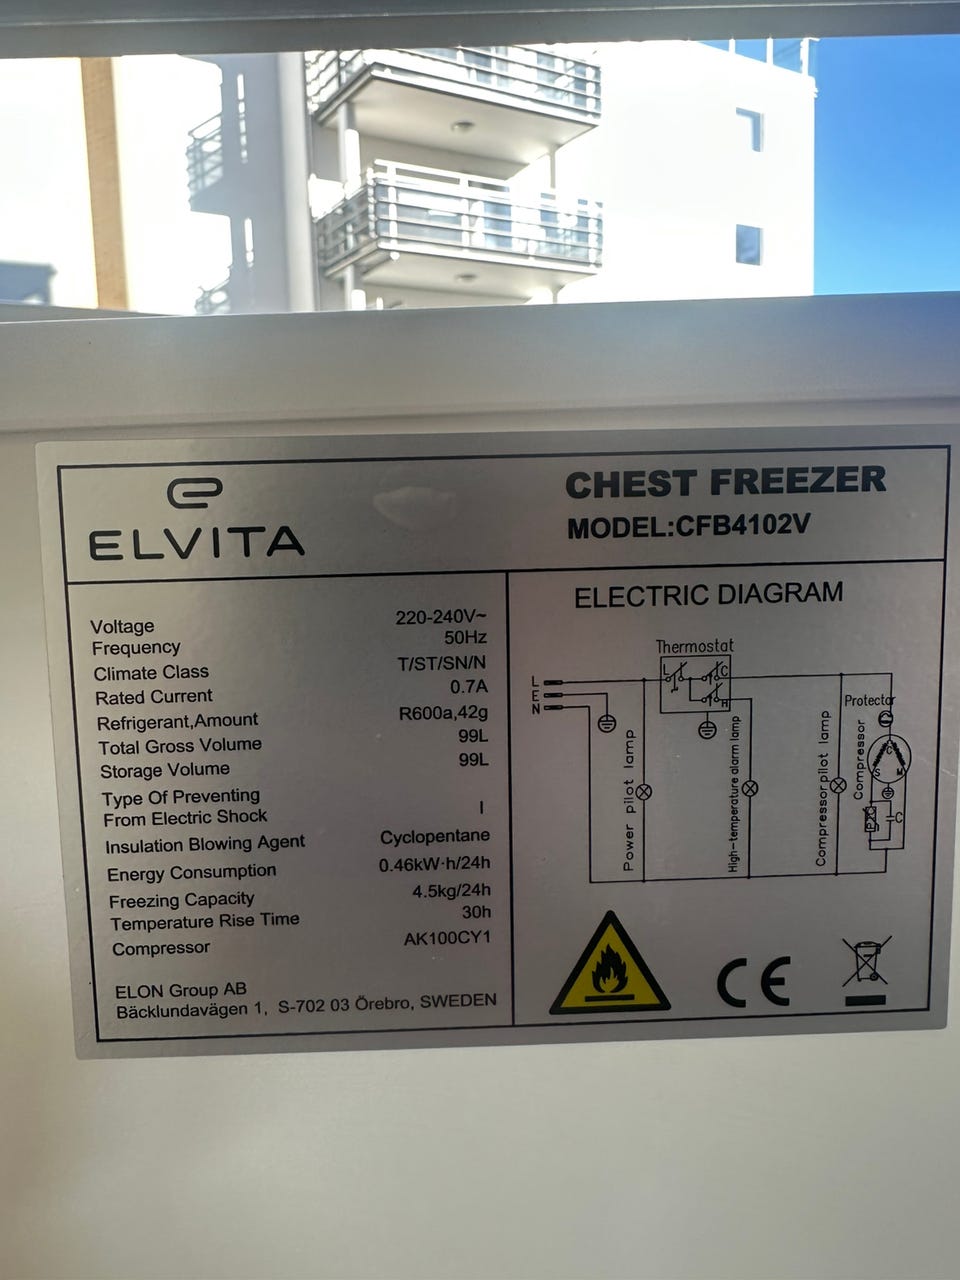 ELVITA
CHEST FREEZER
MODEL:CFB4102V
Voltage 220-240V~
Frequency 50Hz
Climate Class T/ST/SN/N
Rated Current 0.7A
Refrigerant,Amount R600a,42g
Total Gross Volume 99L
Storage Volume 99L
Type Of Preventing
From Electric Shock I
Insulation Blowing Agent Cyclopentane
Energy Consumption 0.46kW·h/24h
Freezing Capacity 4.5kg/24h
Temperature Rise Time 30h
Compressor AK100CY1
ELON Group AB
Bäcklundavägen 1, S-702 03 Örebro, SWEDEN
ELECTRIC DIAGRAM
Thermostat
L C
H
L
E
N
Power pilot lamp
High-temperature alarm lamp
Compressor pilot lamp
Compressor
Protector
C
S M
C
CE